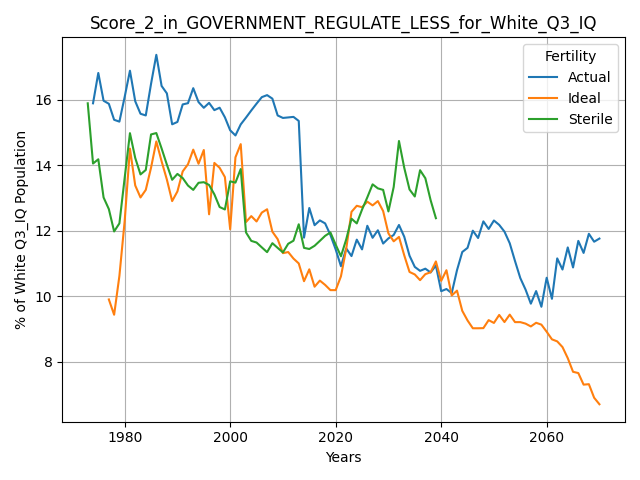 Score_2_in_GOVERNMENT_REGULATE_LESS_for_White_Q3_IQ
% of White Q3_IQ Population
16
14
12
10
8
1980
2000
2020
2040
2060
Years
Fertility
Actual
Ideal
Sterile